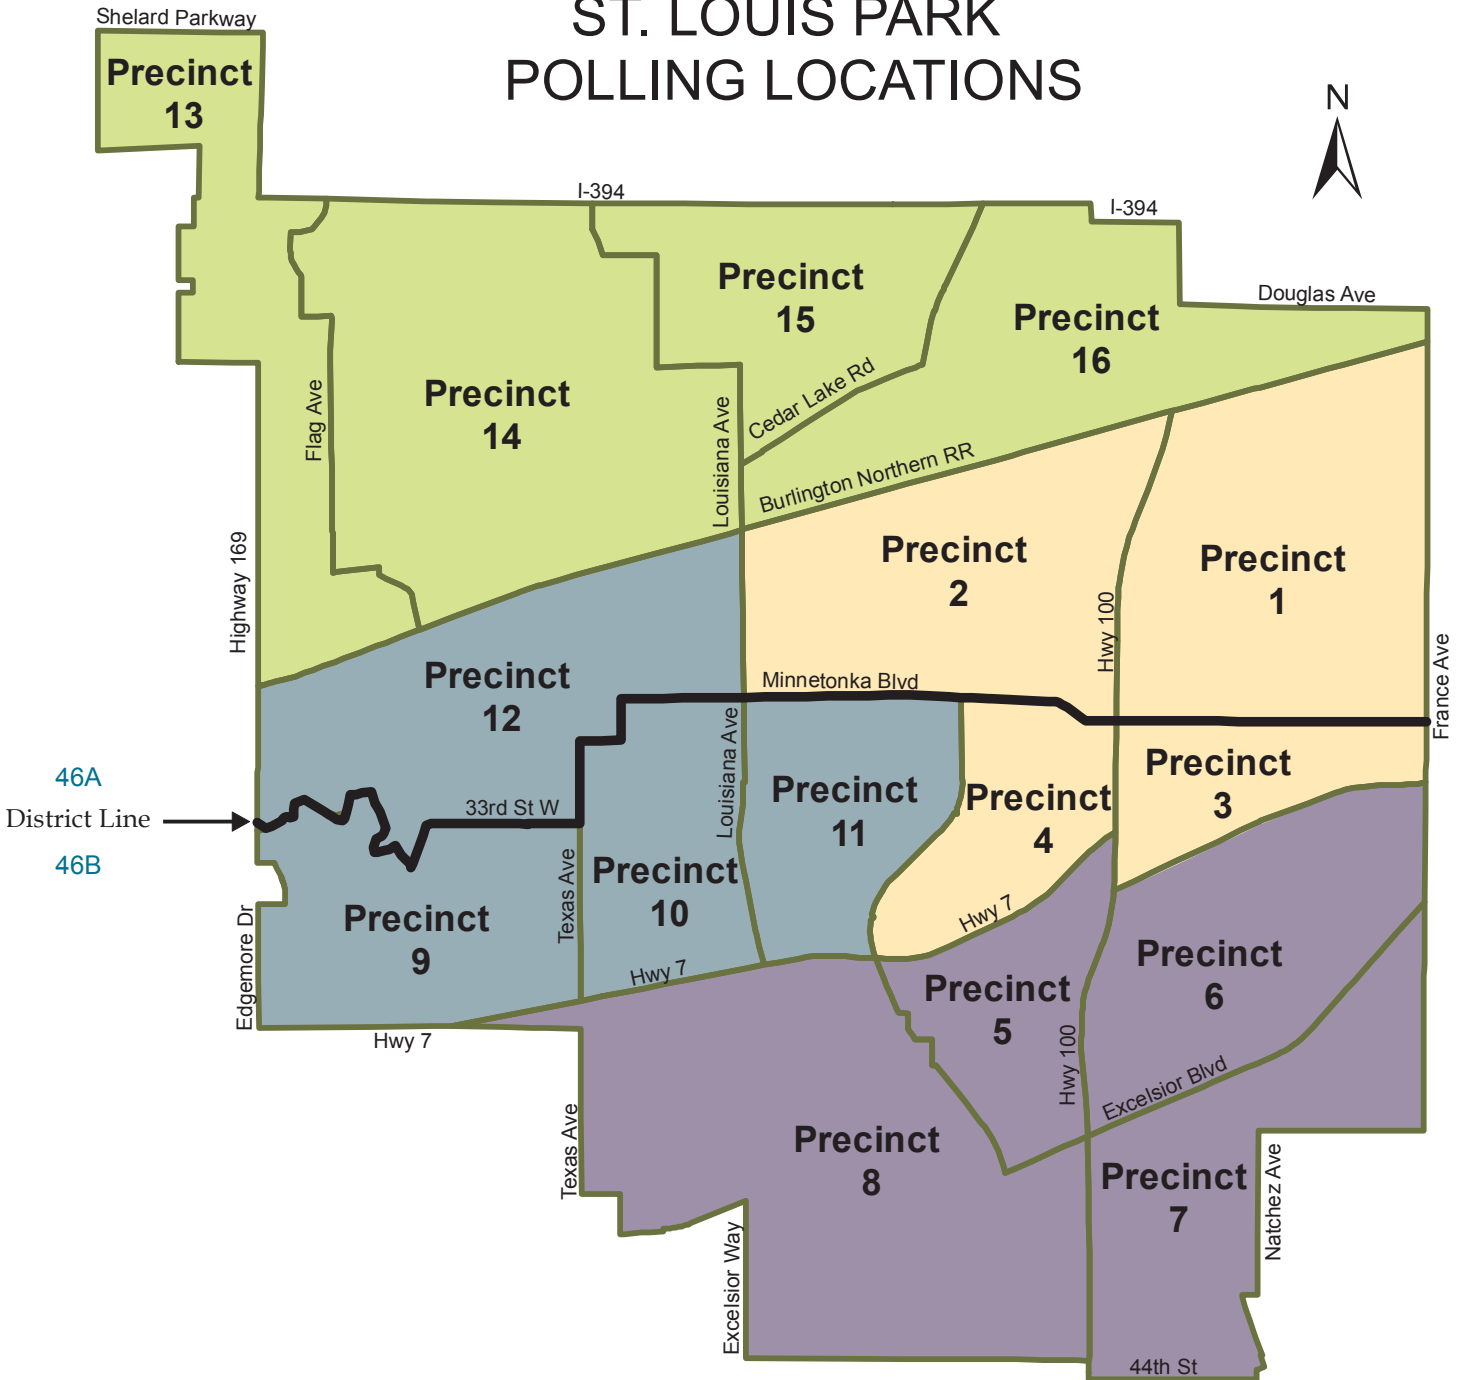 Shelard Parkway
ST. LOUIS PARK
POLLING LOCATIONS
Precinct
13
N
I-394
I-394
Precinct
15
Douglas Ave
Precinct
16
Flag Ave
Precinct
14
Louisiana Ave
Cedar Lake Rd
Burlington Northern RR
Highway 169
Precinct
2
Precinct
1
Hwy 100
France Ave
Precinct
12
Minnetonka Blvd
Louisiana Ave
46A
District Line
46B
33rd St W
Precinct
11
Precinct
4
Precinct
3
Texas Ave
Precinct
10
Edgemore Dr
Precinct
9
Hwy 7
Hwy 7
Hwy 7
Precinct
5
Precinct
6
Hwy 100
Excelsior Blvd
Texas Ave
Precinct
8
Precinct
7
Natchez Ave
Excelsior Way
44th St